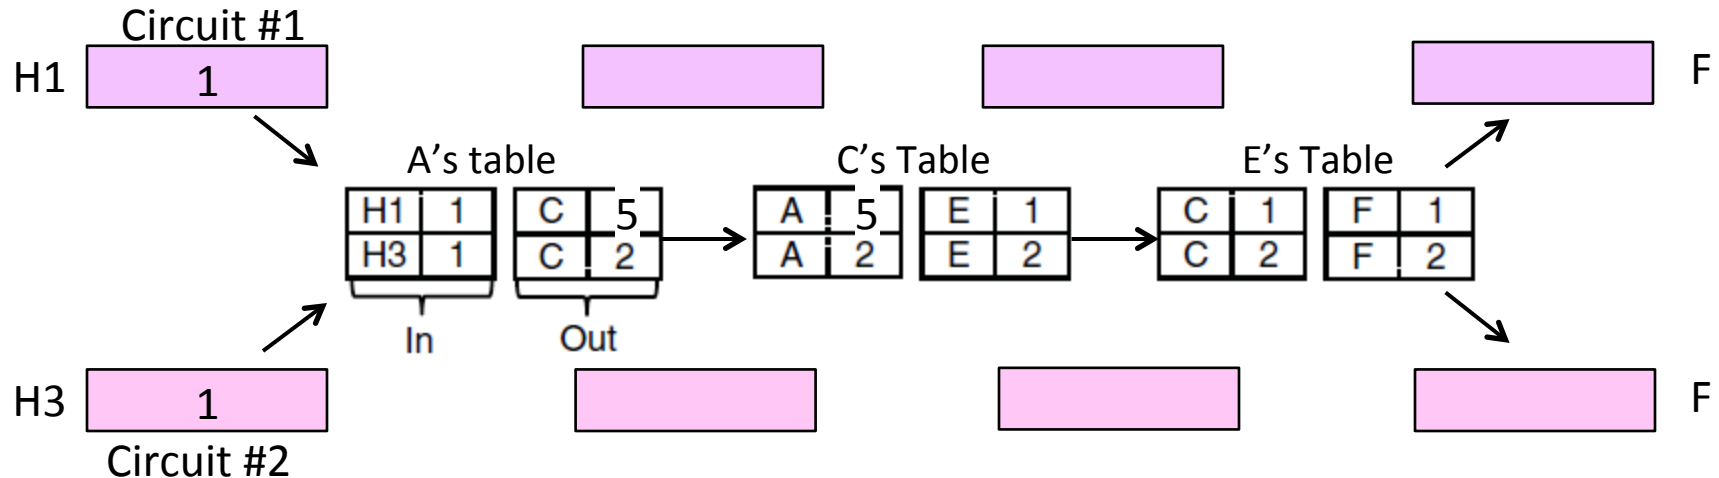 Circuit #1
H1 1 F
A's table C's Table E's Table
H1 1 C 5 A 5 E 1 C 1 F 1
H3 1 C 2 A 2 E 2 C 2 F 2
In Out
H3 1 F
Circuit #2